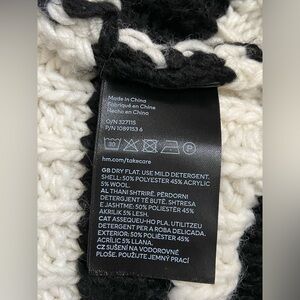 Made in China
Fabriqué en Chine
Hecho en China
O/N 327115
P/N 1089153 6
hm.com/takecare
GB DRY FLAT. USE MILD DETERGENT.
SHELL: 50% POLYESTER 45% ACRYLIC
5% WOOL.
AL THANI SHTRIRË. PËRDORNI
DETERGJENT TË BUTË. SHTRESA
E JASHTME: 50% POLIESTËR 45%
AKRILIK 5% LESH.
CAT ASSEQUEU-HO PLA. UTILITZEU
DETERGENT PER A ROBA DELICADA.
EXTERIOR: 50% POLIÈSTER 45%
ACRÍLIC 5% LLANA.
CZ SUŠENÍ NA VODOROVNÉ
PLOŠE. POUŽIJTE JEMNÝ PRACÍ